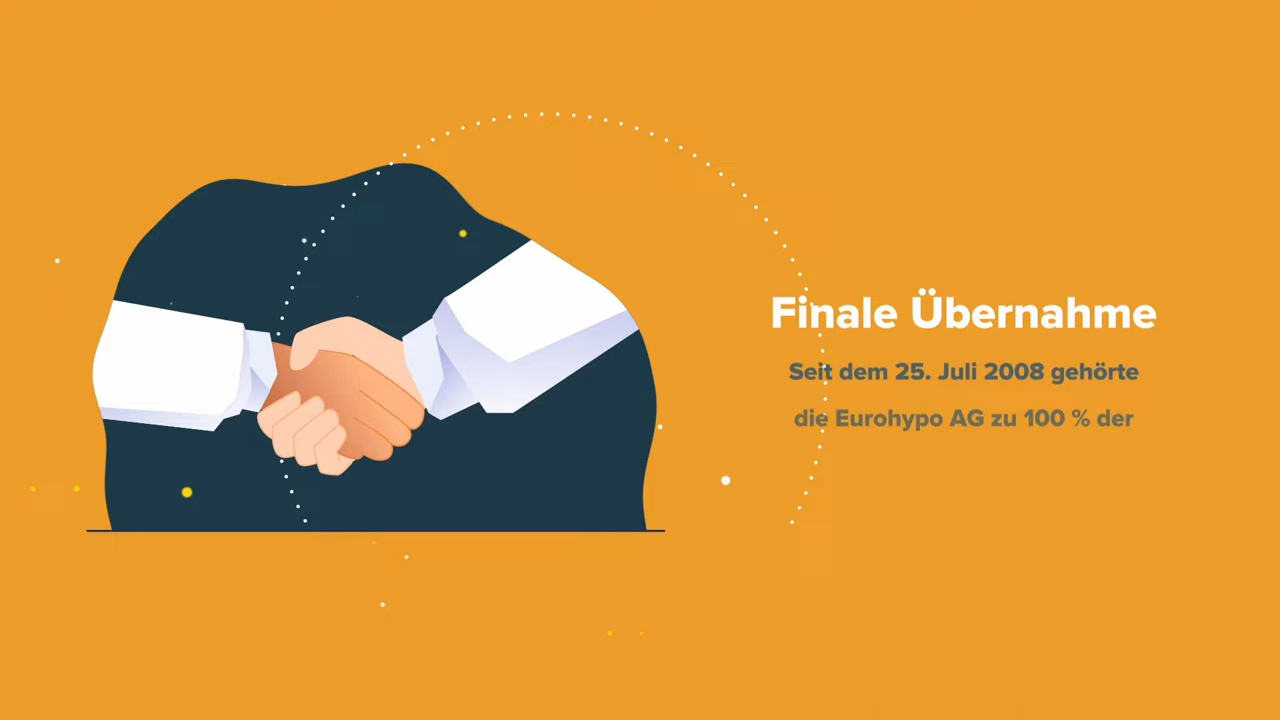 Finale Übernahme
Seit dem 25. Juli 2008 gehörte
die Eurohypo AG zu 100 % der